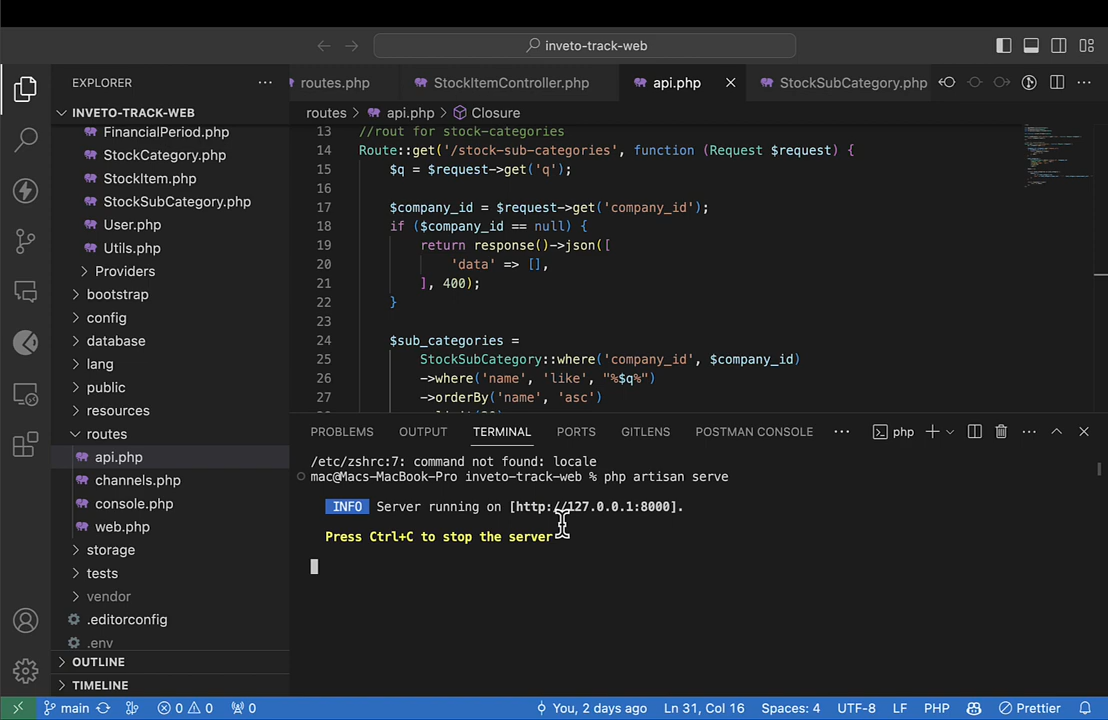 inveto-track-web
EXPLORER
routes.php
StockItemController.php
api.php
StockSubCategory.php
INVETO-TRACK-WEB
routes > api.php > Closure
FinancialPeriod.php
StockCategory.php
StockItem.php
StockSubCategory.php
User.php
Utils.php
Providers
bootstrap
config
database
lang
public
resources
routes
api.php
channels.php
console.php
web.php
storage
tests
vendor
.editorconfig
.env
OUTLINE
TIMELINE
13 //rout for stock-categories
14 Route::get('/stock-sub-categories', function (Request $request) {
15 $q = $request->get('q');
16
17 $company_id = $request->get('company_id');
18 if ($company_id == null) {
19 return response()->json([
20 'data' => [],
21 ], 400);
22 }
23
24 $sub_categories =
25 StockSubCategory::where('company_id', $company_id)
26 ->where('name', 'like', "%$q%")
27 ->orderBy('name', 'asc')
PROBLEMS OUTPUT TERMINAL PORTS GITLENS POSTMAN CONSOLE
php
/etc/zshrc:7: command not found: locale
mac@Macs-MacBook-Pro inveto-track-web % php artisan serve
INFO Server running on [http://127.0.0.1:8000].
Press Ctrl+C to stop the server
main 0 0 0 You, 2 days ago Ln 31, Col 16 Spaces: 4 UTF-8 LF PHP Prettier